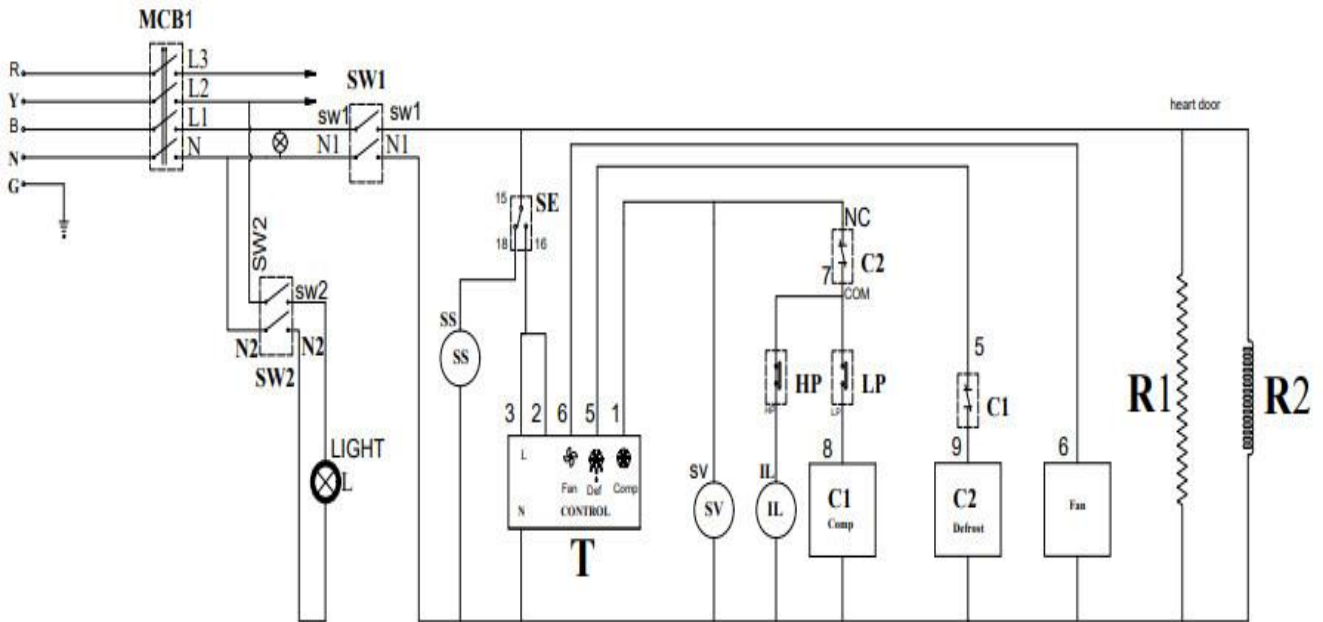 MCB1
R
L3
SW1
Y
L2
heart door
B
L1
sw1
sw1
N
N
N1
N1
G
15
SE
NC
18
16
C2
7
COM
SW2
sw2
SS
SS
N2
N2
SW2
HP
LP
HP
LP
5
C1
R1
R2
3
2
6
5
1
LIGHT
L
L
Fan
Def
Comp
N
CONTROL
T
SV
SV
IL
IL
8
C1
Comp
9
C2
Defrost
6
Fan